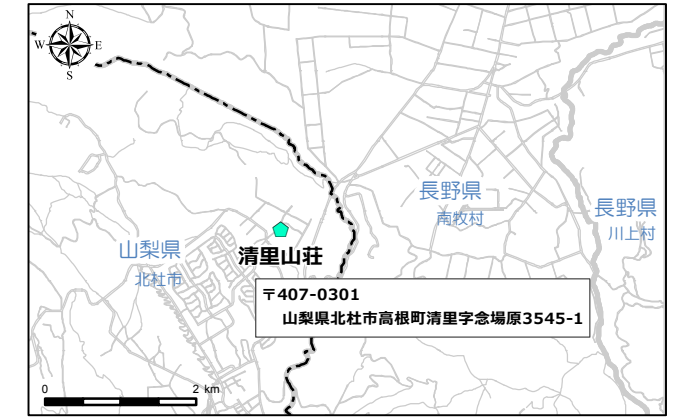 N
W E
S
長野県
南牧村
長野県
川上村
山梨県
北杜市
清里山荘
〒407-0301
山梨県北杜市高根町清里字念場原3545-1
0 2 km